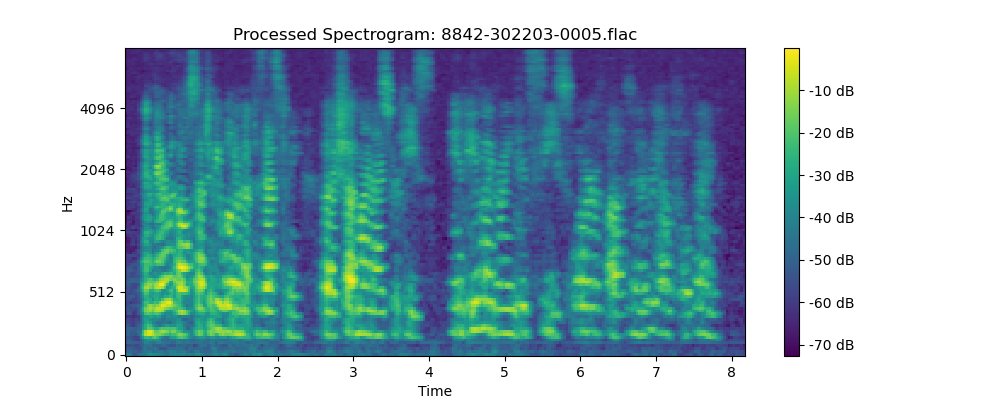 Processed Spectrogram: 8842-302203-0005.flac
Hz
4096
2048
1024
512
0
0 1 2 3 4 5 6 7 8
Time
-10 dB
-20 dB
-30 dB
-40 dB
-50 dB
-60 dB
-70 dB